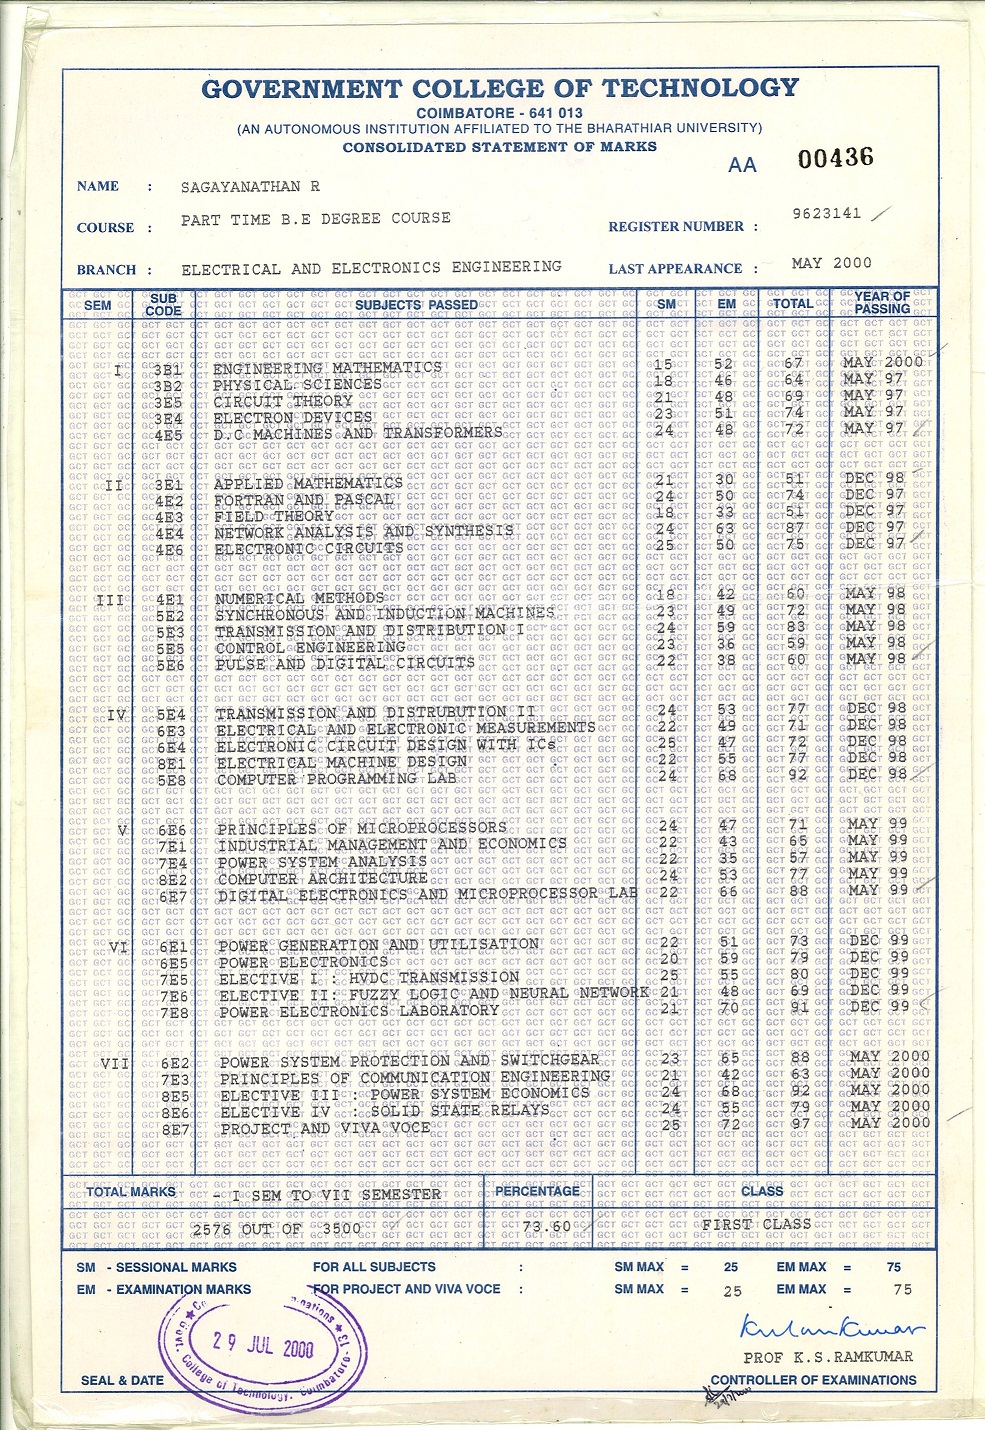 GOVERNMENT COLLEGE OF TECHNOLOGY
COIMBATORE - 641 013
(AN AUTONOMOUS INSTITUTION AFFILIATED TO THE BHARATHIAR UNIVERSITY)
CONSOLIDATED STATEMENT OF MARKS
AA 00436
NAME : SAGAYANATHAN R
COURSE : PART TIME B.E DEGREE COURSE REGISTER NUMBER : 9623141
BRANCH : ELECTRICAL AND ELECTRONICS ENGINEERING LAST APPEARANCE : MAY 2000
SEM SUB CODE SUBJECTS PASSED SM EM TOTAL YEAR OF PASSING
I 3B1 ENGINEERING MATHEMATICS 15 52 67 MAY 2000
3B2 PHYSICAL SCIENCES 18 46 64 MAY 97
3E5 CIRCUIT THEORY 21 48 69 MAY 97
3E4 ELECTRON DEVICES 23 51 74 MAY 97
4E5 D.C MACHINES AND TRANSFORMERS 24 48 72 MAY 97
II 3E1 APPLIED MATHEMATICS 21 30 51 DEC 98
4E2 FORTRAN AND PASCAL 24 50 74 DEC 97
4E3 FIELD THEORY 18 33 51 DEC 97
4E4 NETWORK ANALYSIS AND SYNTHESIS 24 63 87 DEC 97
4E6 ELECTRONIC CIRCUITS 25 50 75 DEC 97
III 4E1 NUMERICAL METHODS 18 42 60 MAY 98
5E2 SYNCHRONOUS AND INDUCTION MACHINES 23 49 72 MAY 98
5E3 TRANSMISSION AND DISTRIBUTION I 24 59 83 MAY 98
5E5 CONTROL ENGINEERING 23 36 59 MAY 98
5E6 PULSE AND DIGITAL CIRCUITS 22 38 60 MAY 98
IV 5E4 TRANSMISSION AND DISTRUBUTION II 24 53 77 DEC 98
6E3 ELECTRICAL AND ELECTRONIC MEASUREMENTS 22 49 71 DEC 98
6E4 ELECTRONIC CIRCUIT DESIGN WITH ICs 25 47 72 DEC 98
8E1 ELECTRICAL MACHINE DESIGN 22 55 77 DEC 98
5E8 COMPUTER PROGRAMMING LAB 24 68 92 DEC 98
V 6E6 PRINCIPLES OF MICROPROCESSORS 24 47 71 MAY 99
7E1 INDUSTRIAL MANAGEMENT AND ECONOMICS 22 43 65 MAY 99
7E4 POWER SYSTEM ANALYSIS 22 35 57 MAY 99
8E2 COMPUTER ARCHITECTURE 24 53 77 MAY 99
6E7 DIGITAL ELECTRONICS AND MICROPROCESSOR LAB 22 66 88 MAY 99
VI 6E1 POWER GENERATION AND UTILISATION 22 51 73 DEC 99
6E5 POWER ELECTRONICS 20 59 79 DEC 99
7E5 ELECTIVE I : HVDC TRANSMISSION 25 55 80 DEC 99
7E6 ELECTIVE II: FUZZY LOGIC AND NEURAL NETWORK 21 48 69 DEC 99
7E8 POWER ELECTRONICS LABORATORY 21 70 91 DEC 99
VII 6E2 POWER SYSTEM PROTECTION AND SWITCHGEAR 23 65 88 MAY 2000
7E3 PRINCIPLES OF COMMUNICATION ENGINEERING 21 42 63 MAY 2000
8E5 ELECTIVE III : POWER SYSTEM ECONOMICS 24 68 92 MAY 2000
8E6 ELECTIVE IV : SOLID STATE RELAYS 24 55 79 MAY 2000
8E7 PROJECT AND VIVA VOCE 25 72 97 MAY 2000
TOTAL MARKS - I SEM TO VII SEMESTER PERCENTAGE CLASS
2576 OUT OF 3500 73.60 FIRST CLASS
SM - SESSIONAL MARKS FOR ALL SUBJECTS : SM MAX = 25 EM MAX = 75
EM - EXAMINATION MARKS FOR PROJECT AND VIVA VOCE : SM MAX = 25 EM MAX = 75
29 JUL 2000
College of Technology, Coimbatore-13
PROF K.S.RAMKUMAR
SEAL & DATE CONTROLLER OF EXAMINATIONS